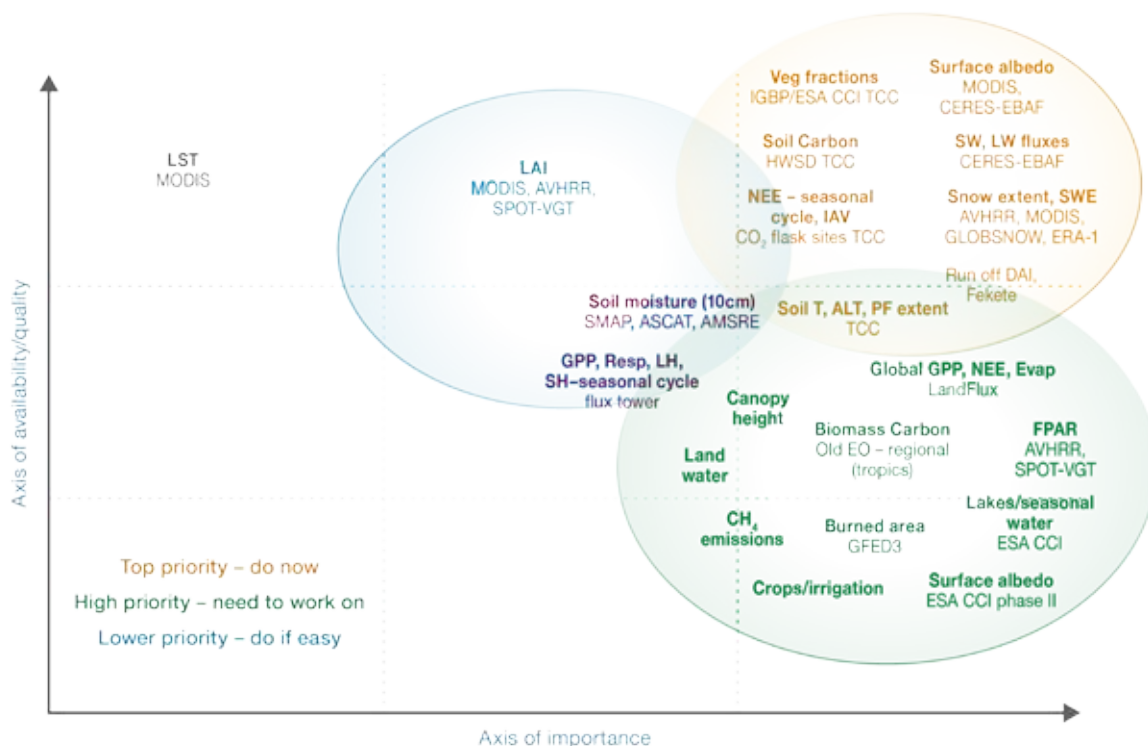 Axis of availability/quality
LST
MODIS
LAI
MODIS, AVHRR,
SPOT-VGT
Veg fractions
IGBP/ESA CCI TCC
Surface albedo
MODIS,
CERES-EBAF
Soil Carbon
HWSD TCC
SW, LW fluxes
CERES-EBAF
NEE – seasonal
cycle, IAV
CO₂ flask sites TCC
Snow extent, SWE
AVHRR, MODIS,
GLOBSNOW, ERA-1
Run off DAI,
Fekete
Soil moisture (10cm)
SMAP, ASCAT, AMSRE
Soil T, ALT, PF extent
TCC
GPP, Resp, LH,
SH–seasonal cycle
flux tower
Global GPP, NEE, Evap
LandFlux
Canopy
height
Biomass Carbon
Old EO – regional
(tropics)
FPAR
AVHRR,
SPOT-VGT
Land
water
CH₄
emissions
Burned area
GFED3
Lakes/seasonal
water
ESA CCI
Crops/irrigation
Surface albedo
ESA CCI phase II
Top priority – do now
High priority – need to work on
Lower priority – do if easy
Axis of importance